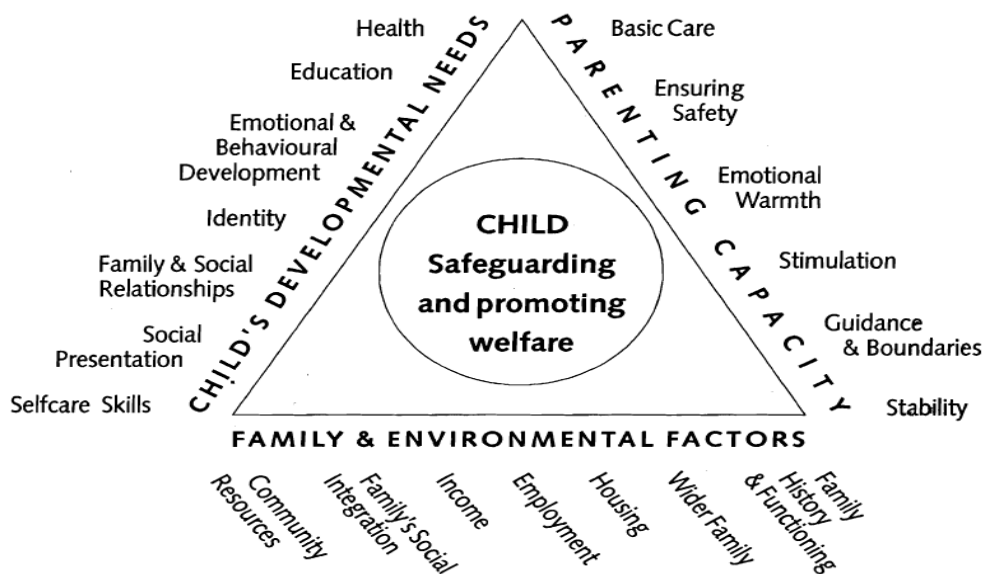 Health
Education
Emotional &
Behavioural
Development
Identity
Family & Social
Relationships
Social
Presentation
Selfcare Skills
CHILD'S DEVELOPMENTAL NEEDS
PARENTING CAPACITY
Basic Care
Ensuring
Safety
Emotional
Warmth
Stimulation
Guidance
& Boundaries
Stability
CHILD
Safeguarding
and promoting
welfare
FAMILY & ENVIRONMENTAL FACTORS
Community
Resources
Family's Social
Integration
Income
Employment
Housing
Wider Family
Family
History
& Functioning